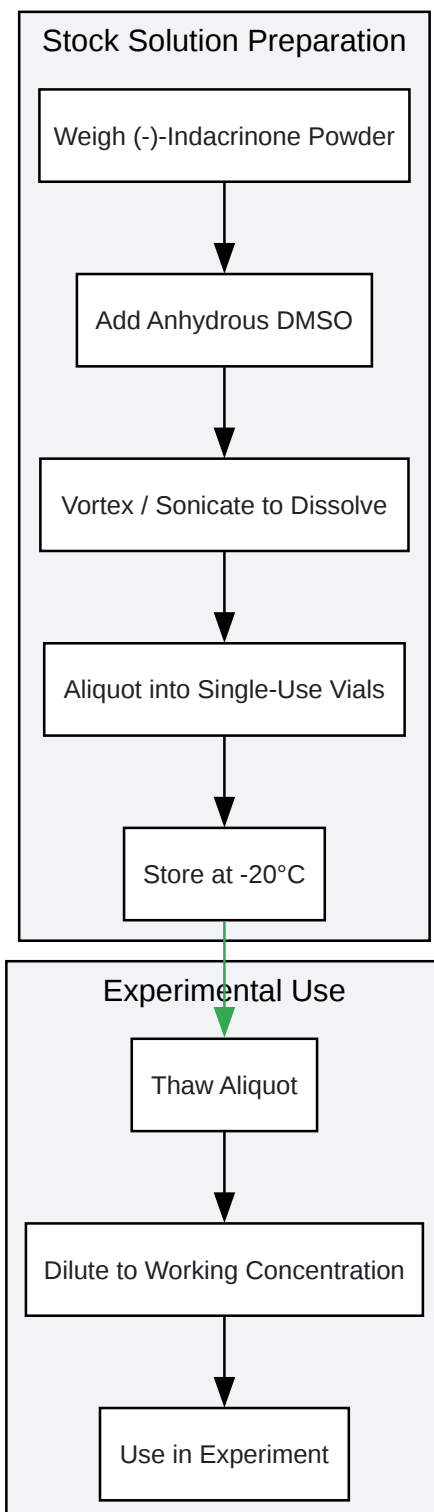 Stock Solution Preparation
Weigh (-)-Indacrinone Powder
Add Anhydrous DMSO
Vortex / Sonicate to Dissolve
Aliquot into Single-Use Vials
Store at -20°C
Experimental Use
Thaw Aliquot
Dilute to Working Concentration
Use in Experiment